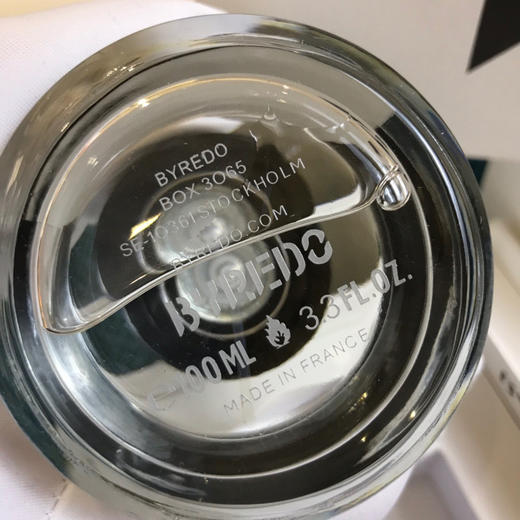 BYREDO
BOX 3065
SE-10361 STOCKHOLM
BYREDO.COM
BYREDO
100 ML 3.3 FL.OZ.
MADE IN FRANCE